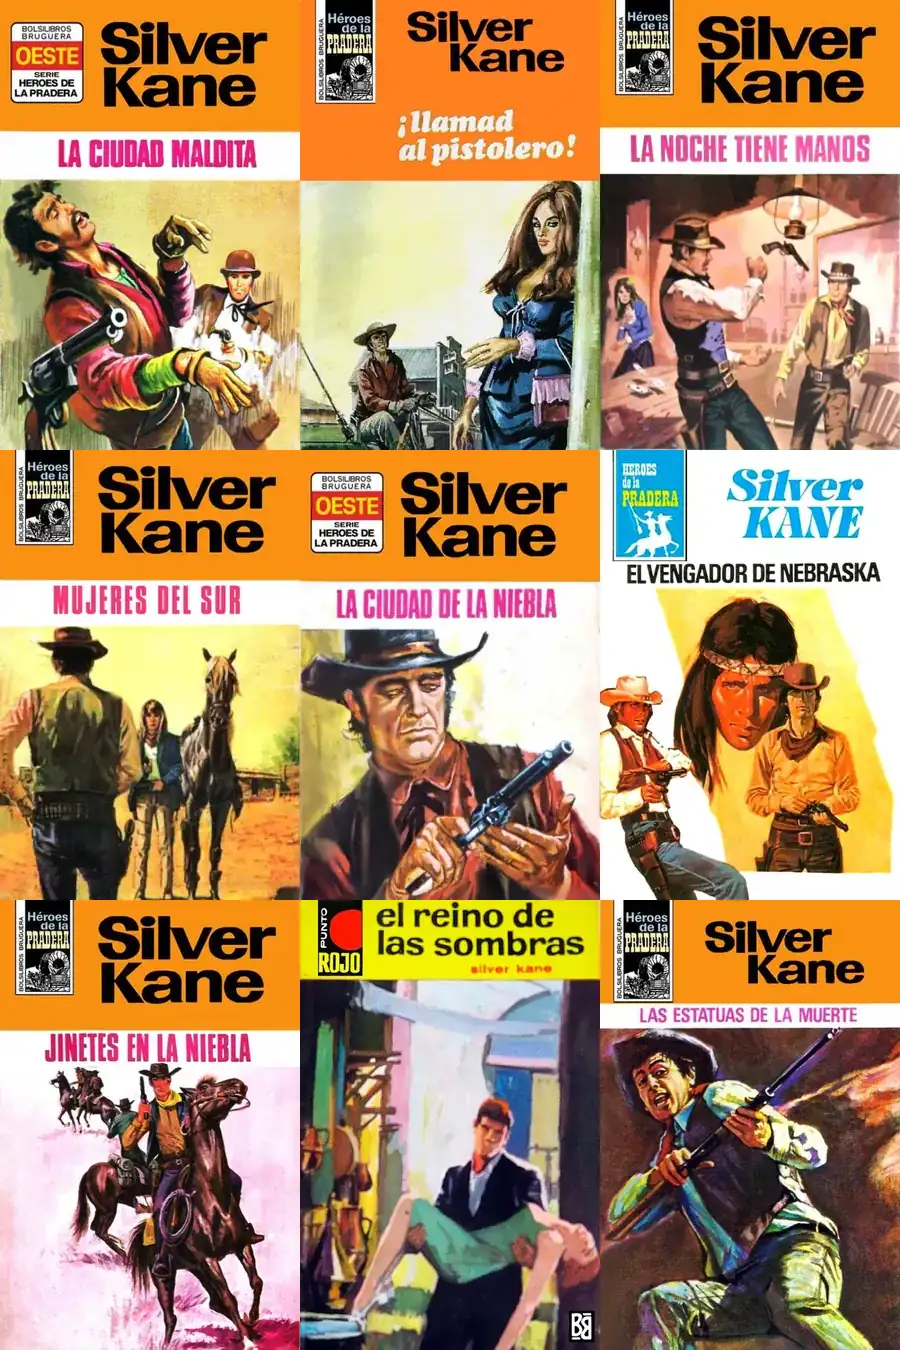 BOLSILIBROS
BRUGUERA
OESTE
SERIE
HEROES DE
LA PRADERA
Silver
Kane
LA CIUDAD MALDITA
BOLSILIBROS BRUGUERA
Héroes
de la
PRADERA
Silver
Kane
¡llamad
al pistolero!
BOLSILIBROS BRUGUERA
Héroes
de la
PRADERA
Silver
Kane
LA NOCHE TIENE MANOS
BOLSILIBROS BRUGUERA
Héroes
de la
PRADERA
Silver
Kane
MUJERES DEL SUR
BOLSILIBROS
BRUGUERA
OESTE
SERIE
HEROES DE
LA PRADERA
Silver
Kane
LA CIUDAD DE LA NIEBLA
HEROES
de la
PRADERA
Silver
KANE
EL VENGADOR DE NEBRASKA
BOLSILIBROS BRUGUERA
Héroes
de la
PRADERA
Silver
Kane
JINETES EN LA NIEBLA
PUNTO
ROJO
el reino de
las sombras
silver kane
BB
BOLSILIBROS BRUGUERA
Héroes
de la
PRADERA
Silver
Kane
LAS ESTATUAS DE LA MUERTE